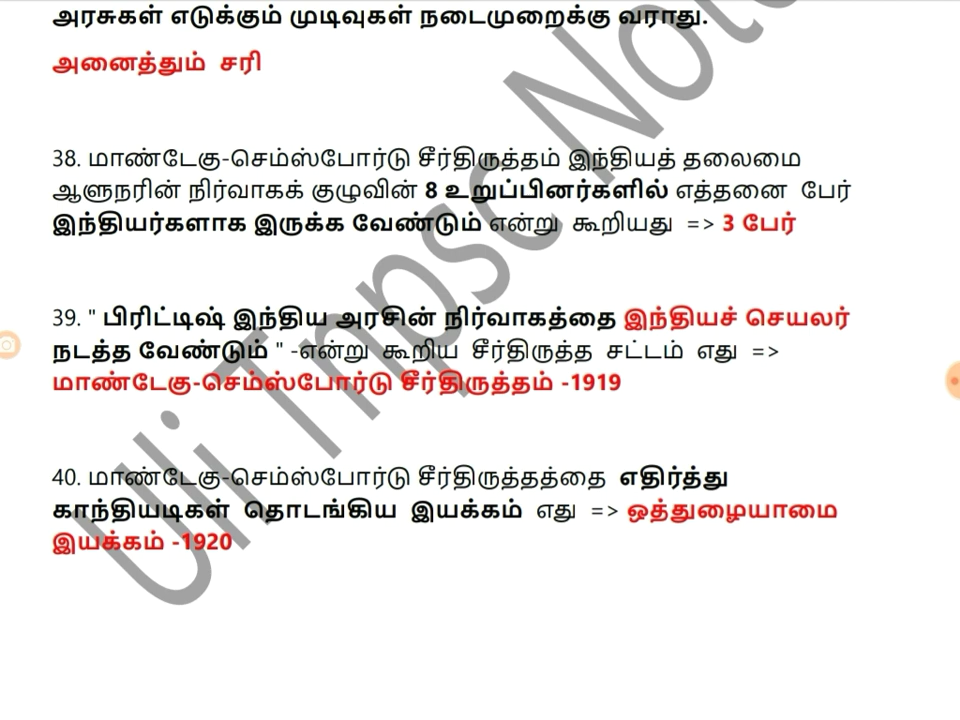 அரசுகள் எடுக்கும் முடிவுகள் நடைமுறைக்கு வராது.
அனைத்தும் சரி
38. மாண்டேகு-செம்ஸ்போர்டு சீர்திருத்தம் இந்தியத் தலைமை
ஆளுநரின் நிர்வாகக் குழுவின் 8 உறுப்பினர்களில் எத்தனை பேர்
இந்தியர்களாக இருக்க வேண்டும் என்று கூறியது => 3 பேர்
39. " பிரிட்டிஷ் இந்திய அரசின் நிர்வாகத்தை இந்தியச் செயலர்
நடத்த வேண்டும் " -என்று கூறிய சீர்திருத்த சட்டம் எது =>
மாண்டேகு-செம்ஸ்போர்டு சீர்திருத்தம் -1919
40. மாண்டேகு-செம்ஸ்போர்டு சீர்திருத்தத்தை எதிர்த்து
காந்தியடிகள் தொடங்கிய இயக்கம் எது => ஒத்துழையாமை
இயக்கம் -1920
Uli Tnpsc